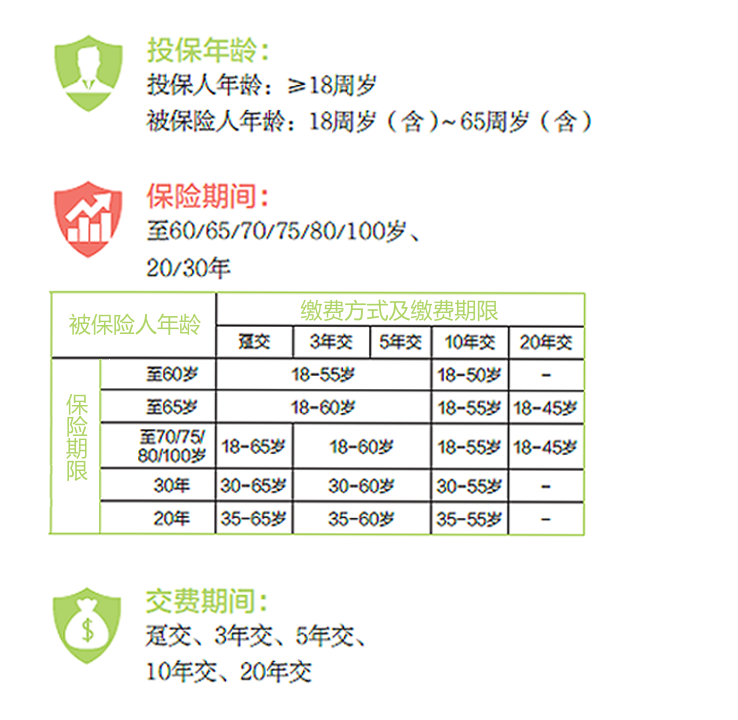 投保年龄：
投保人年龄：≥18周岁
被保险人年龄：18周岁（含）~65周岁（含）
保险期间：
至60/65/70/75/80/100岁、
20/30年
被保险人年龄 缴费方式及缴费期限
趸交 3年交 5年交 10年交 20年交
保险期限
至60岁 18-55岁 18-50岁 -
至65岁 18-60岁 18-55岁 18-45岁
至70/75/
80/100岁 18-65岁 18-60岁 18-55岁 18-45岁
30年 30-65岁 30-60岁 30-55岁 -
20年 35-65岁 35-60岁 35-55岁 -
交费期间：
趸交、3年交、5年交、
10年交、20年交
$